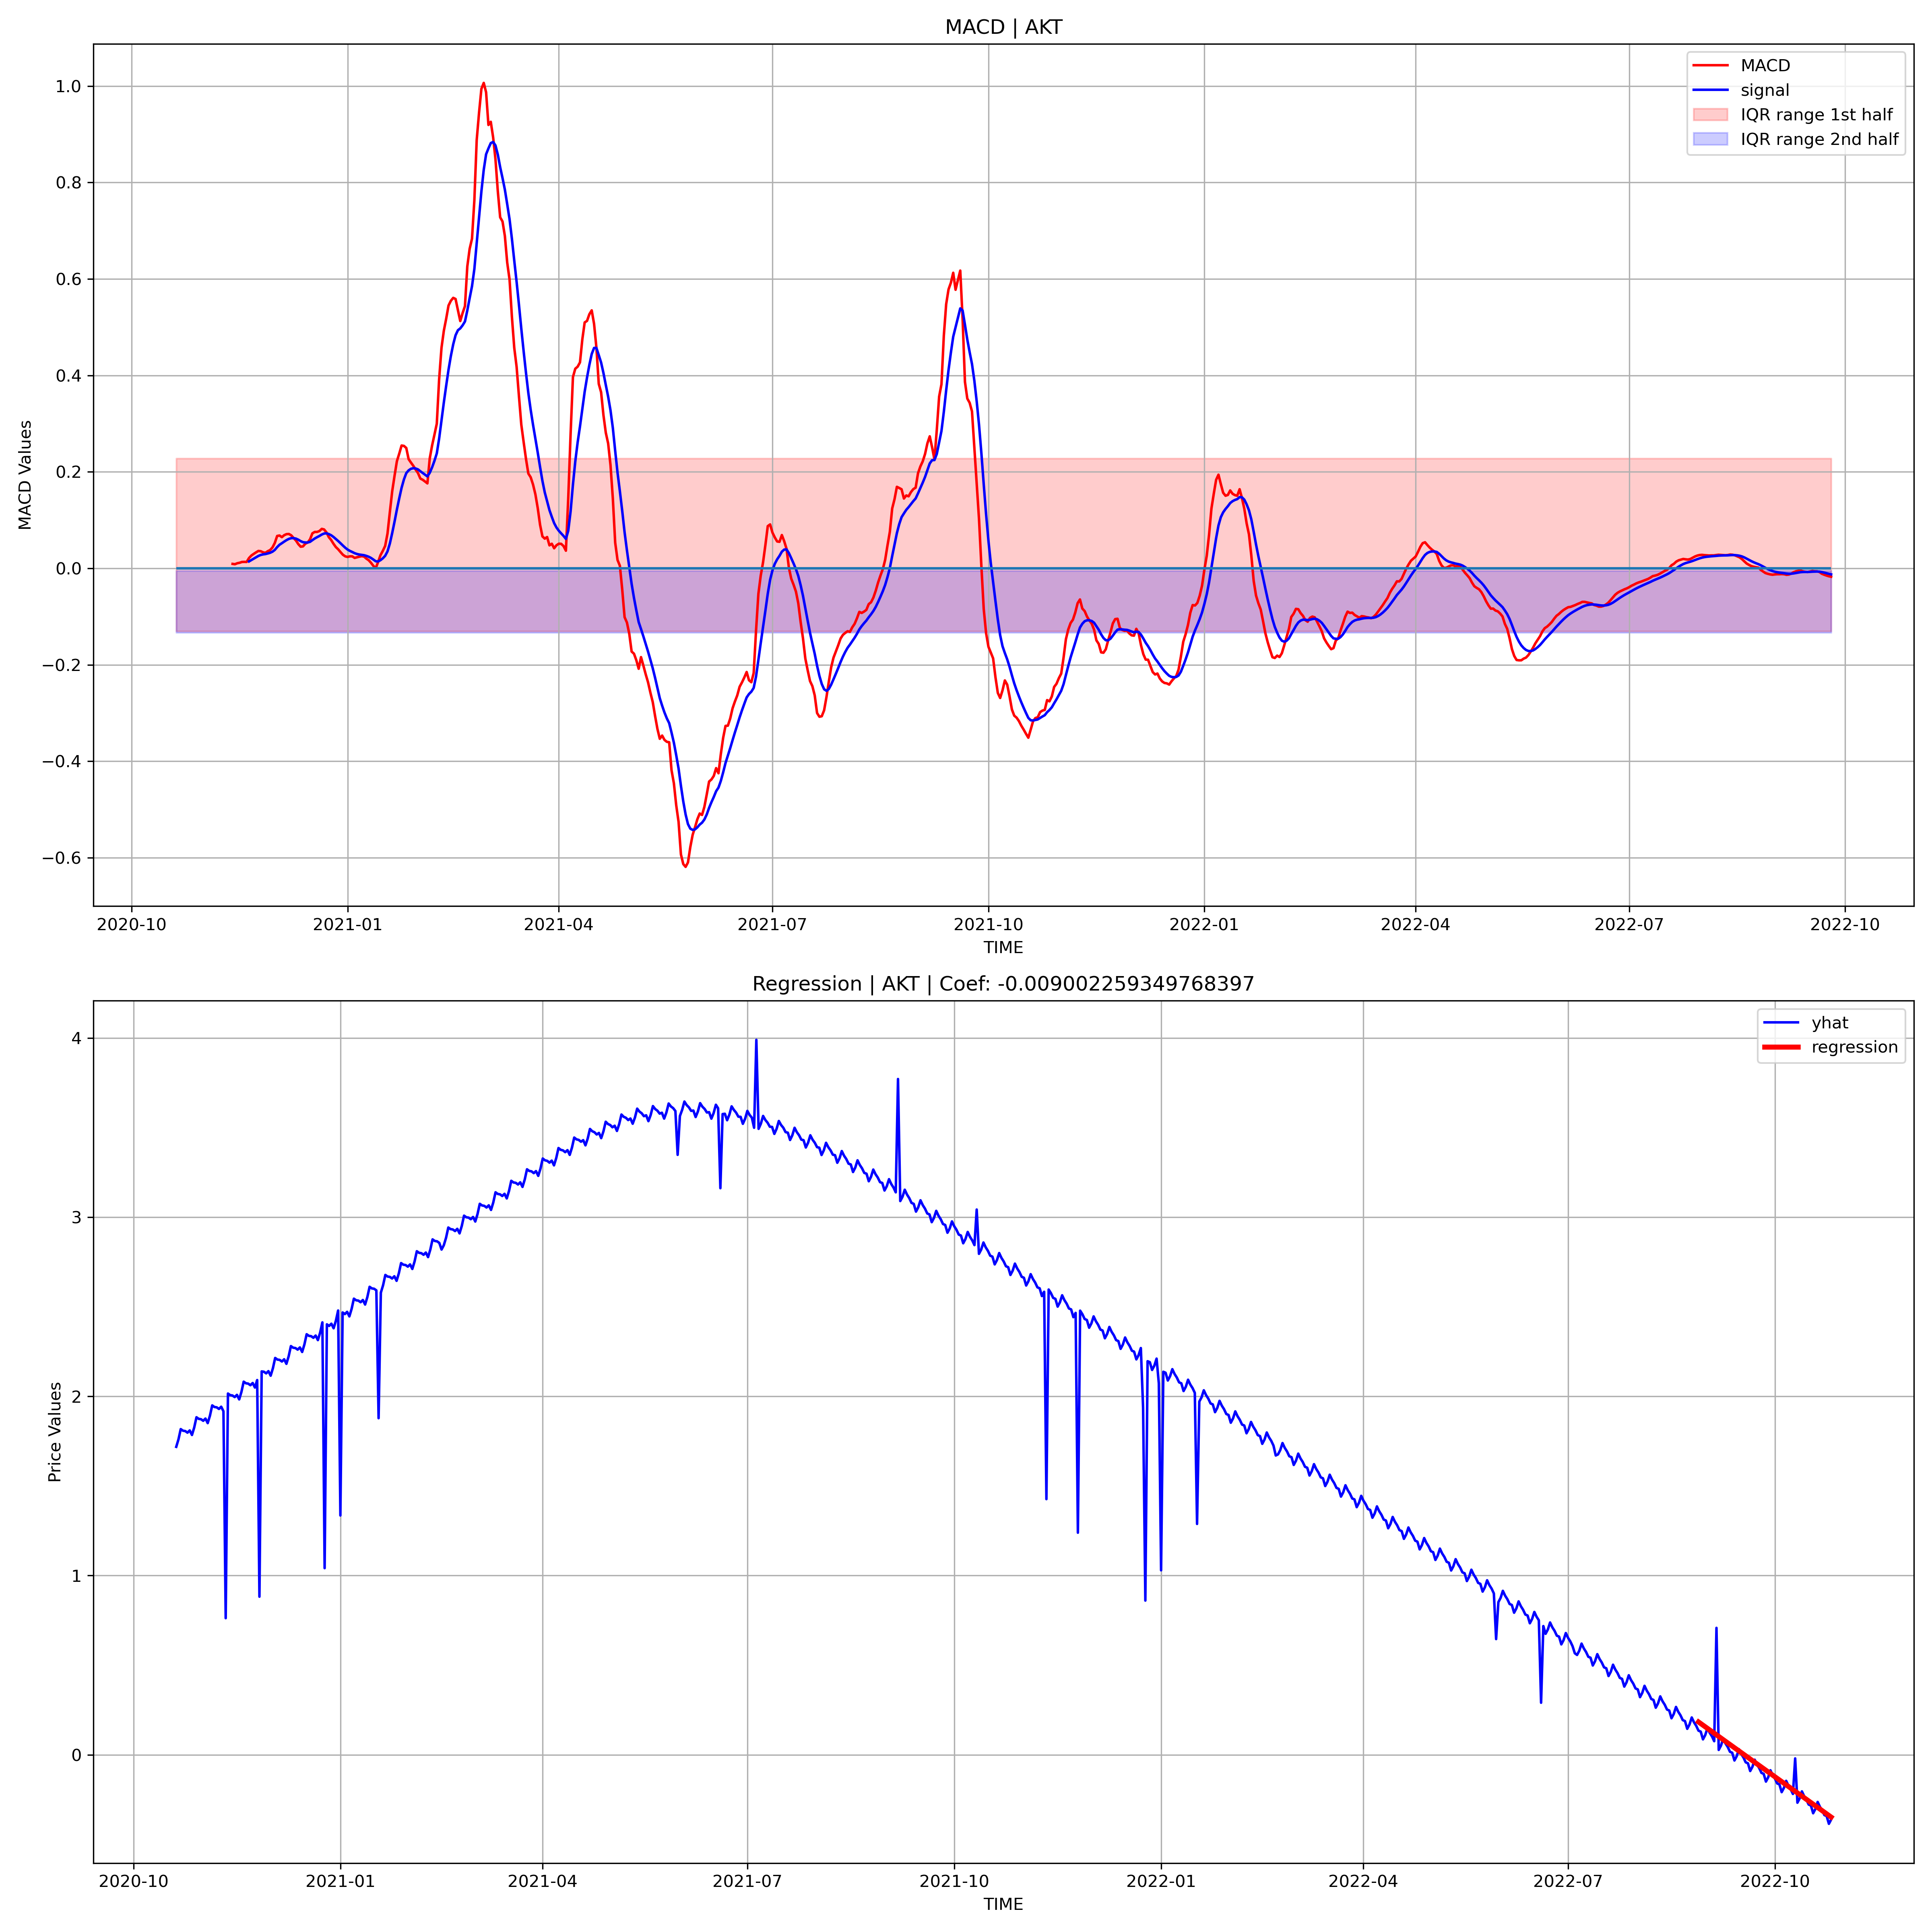 MACD | AKT
MACD
signal
IQR range 1st half
IQR range 2nd half
MACD Values
1.0
0.8
0.6
0.4
0.2
0.0
−0.2
−0.4
−0.6
2020-10 2021-01 2021-04 2021-07 2021-10 2022-01 2022-04 2022-07 2022-10
TIME
Regression | AKT | Coef: -0.009002259349768397
yhat
regression
Price Values
4
3
2
1
0
2020-10 2021-01 2021-04 2021-07 2021-10 2022-01 2022-04 2022-07 2022-10
TIME